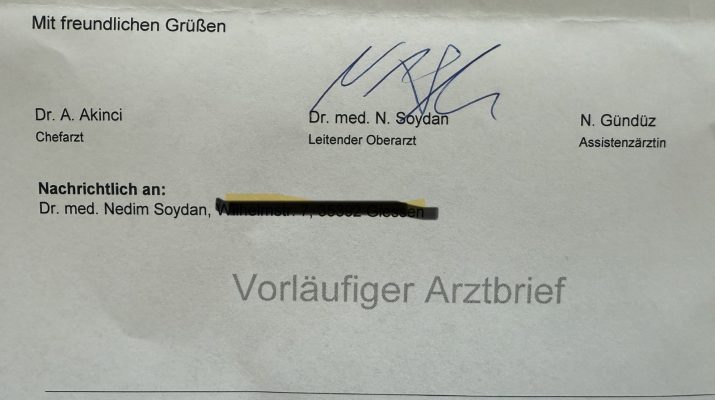 Mit freundlichen Grüßen
Dr. A. Akinci
Chefarzt
Dr. med. N. Soydan
Leitender Oberarzt
N. Gündüz
Assistenzärztin
Nachrichtlich an:
Dr. med. Nedim Soydan,
Vorläufiger Arztbrief